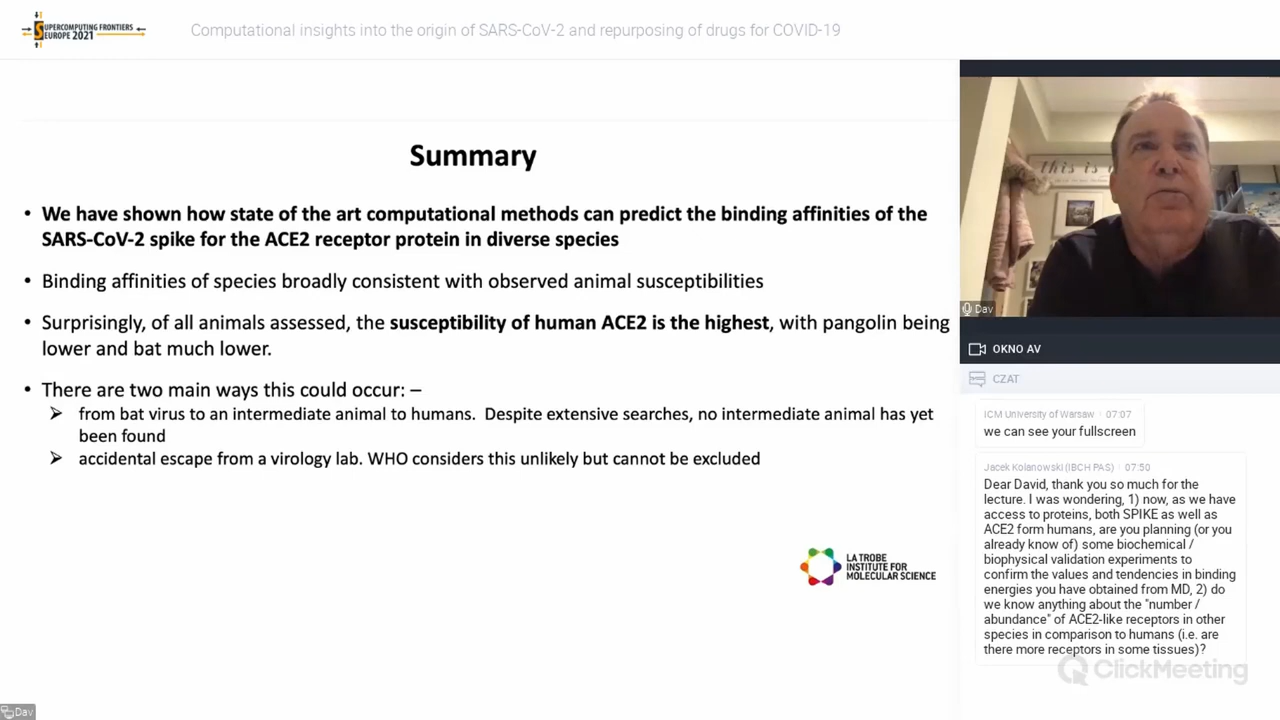 SUPERCOMPUTING FRONTIERS
EUROPE 2021
Computational insights into the origin of SARS-CoV-2 and repurposing of drugs for COVID-19
Summary
• We have shown how state of the art computational methods can predict the binding affinities of the
SARS-CoV-2 spike for the ACE2 receptor protein in diverse species
• Binding affinities of species broadly consistent with observed animal susceptibilities
• Surprisingly, of all animals assessed, the susceptibility of human ACE2 is the highest, with pangolin being
lower and bat much lower.
• There are two main ways this could occur: –
➢ from bat virus to an intermediate animal to humans. Despite extensive searches, no intermediate animal has yet
been found
➢ accidental escape from a virology lab. WHO considers this unlikely but cannot be excluded
LA TROBE
INSTITUTE FOR
MOLECULAR SCIENCE
Dav
this is
Dav
OKNO AV
CZAT
ICM University of Warsaw · 07:07
we can see your fullscreen
Jacek Kolanowski (IBCH PAS) · 07:50
Dear David, thank you so much for the
lecture. I was wondering, 1) now, as we have
access to proteins, both SPIKE as well as
ACE2 form humans, are you planning (or you
already know of) some biochemical /
biophysical validation experiments to
confirm the values and tendencies in binding
energies you have obtained from MD, 2) do
we know anything about the "number /
abundance" of ACE2-like receptors in other
species in comparison to humans (i.e. are
there more receptors in some tissues)?
ClickMeeting